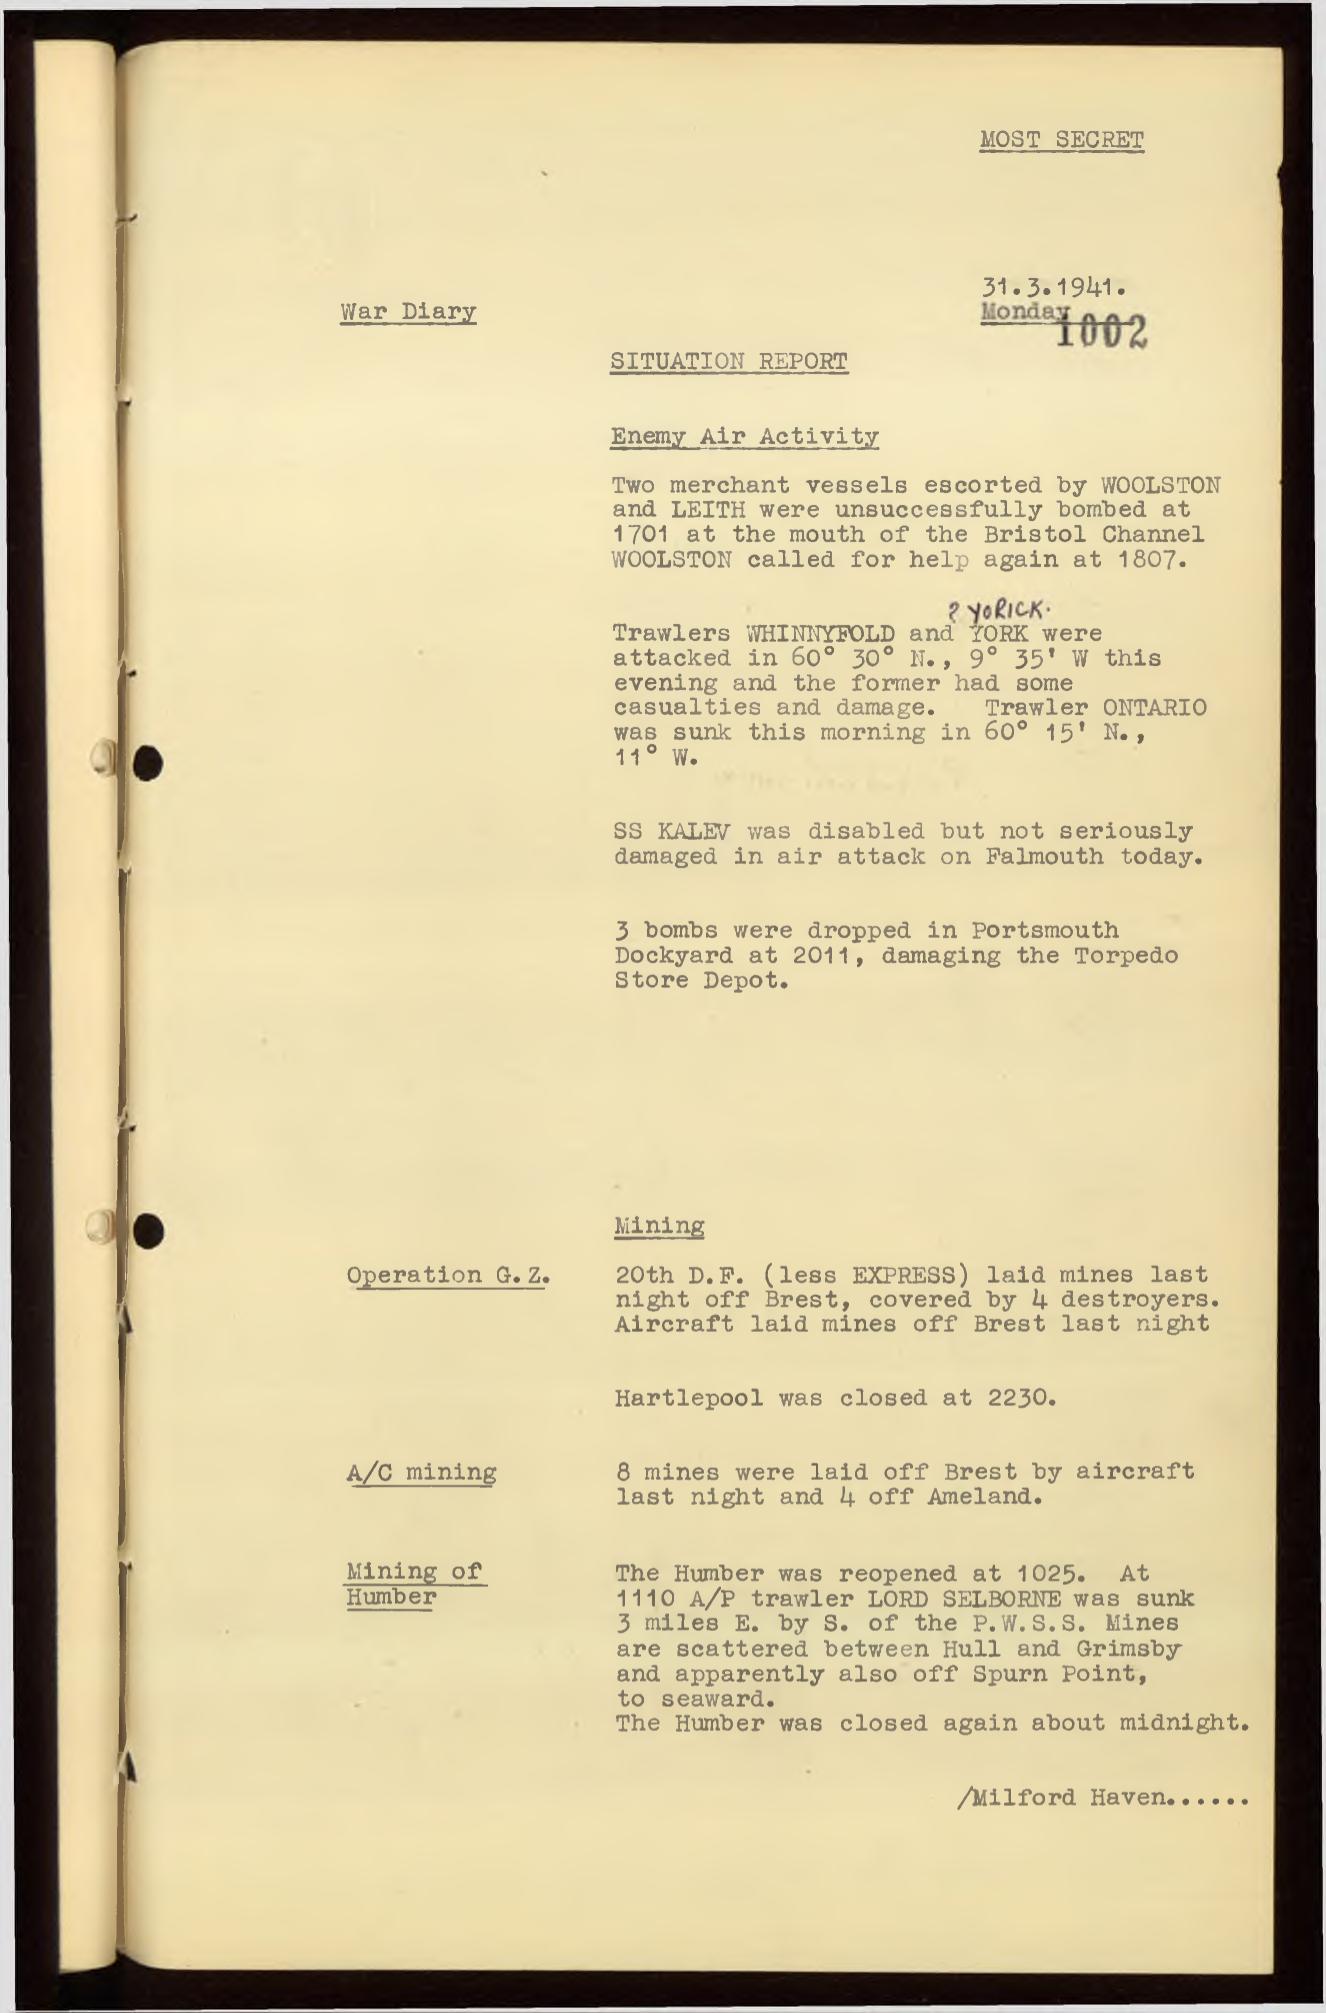 MOST SECRET
31.3.1941.
War Diary
Monday
1002
SITUATION REPORT
Enemy Air Activity
Two merchant vessels escorted by WOOLSTON
and LEITH were unsuccessfully bombed at
1701 at the mouth of the Bristol Channel
WOOLSTON called for help again at 1807.
? YORICK.
Trawlers WHINNYFOLD and YORK were
attacked in 60° 30° N., 9° 35' W this
evening and the former had some
casualties and damage. Trawler ONTARIO
was sunk this morning in 60° 15' N.,
11° W.
SS KALEV was disabled but not seriously
damaged in air attack on Falmouth today.
3 bombs were dropped in Portsmouth
Dockyard at 2011, damaging the Torpedo
Store Depot.
Mining
Operation G.Z.
20th D.F. (less EXPRESS) laid mines last
night off Brest, covered by 4 destroyers.
Aircraft laid mines off Brest last night
Hartlepool was closed at 2230.
A/C mining
8 mines were laid off Brest by aircraft
last night and 4 off Ameland.
Mining of
Humber
The Humber was reopened at 1025. At
1110 A/P trawler LORD SELBORNE was sunk
3 miles E. by S. of the P.W.S.S. Mines
are scattered between Hull and Grimsby
and apparently also off Spurn Point,
to seaward.
The Humber was closed again about midnight.
/Milford Haven......